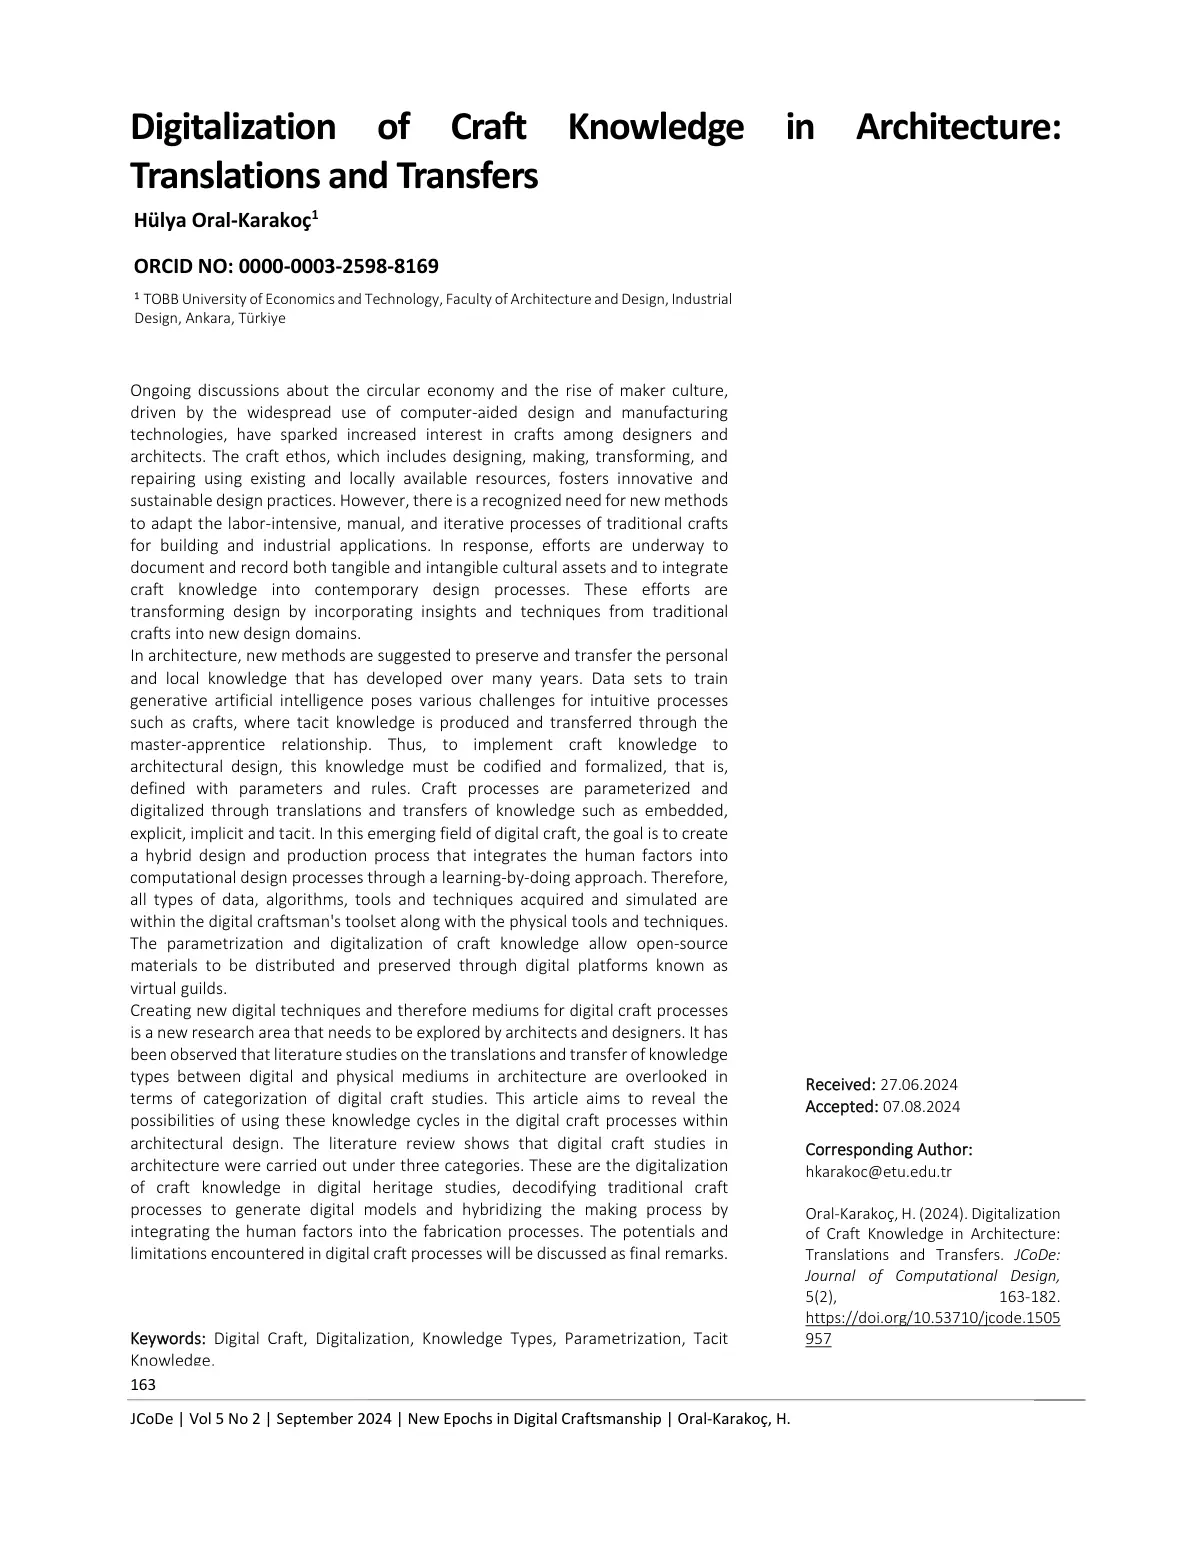 Digitalization of Craft Knowledge in Architecture:
Translations and Transfers
Hülya Oral-Karakoç1
ORCID NO: 0000-0003-2598-8169
1 TOBB University of Economics and Technology, Faculty of Architecture and Design, Industrial
Design, Ankara, Türkiye
Ongoing discussions about the circular economy and the rise of maker culture,
driven by the widespread use of computer-aided design and manufacturing
technologies, have sparked increased interest in crafts among designers and
architects. The craft ethos, which includes designing, making, transforming, and
repairing using existing and locally available resources, fosters innovative and
sustainable design practices. However, there is a recognized need for new methods
to adapt the labor-intensive, manual, and iterative processes of traditional crafts
for building and industrial applications. In response, efforts are underway to
document and record both tangible and intangible cultural assets and to integrate
craft knowledge into contemporary design processes. These efforts are
transforming design by incorporating insights and techniques from traditional
crafts into new design domains.
In architecture, new methods are suggested to preserve and transfer the personal
and local knowledge that has developed over many years. Data sets to train
generative artificial intelligence poses various challenges for intuitive processes
such as crafts, where tacit knowledge is produced and transferred through the
master-apprentice relationship. Thus, to implement craft knowledge to
architectural design, this knowledge must be codified and formalized, that is,
defined with parameters and rules. Craft processes are parameterized and
digitalized through translations and transfers of knowledge such as embedded,
explicit, implicit and tacit. In this emerging field of digital craft, the goal is to create
a hybrid design and production process that integrates the human factors into
computational design processes through a learning-by-doing approach. Therefore,
all types of data, algorithms, tools and techniques acquired and simulated are
within the digital craftsman's toolset along with the physical tools and techniques.
The parametrization and digitalization of craft knowledge allow open-source
materials to be distributed and preserved through digital platforms known as
virtual guilds.
Creating new digital techniques and therefore mediums for digital craft processes
is a new research area that needs to be explored by architects and designers. It has
been observed that literature studies on the translations and transfer of knowledge
types between digital and physical mediums in architecture are overlooked in
terms of categorization of digital craft studies. This article aims to reveal the
possibilities of using these knowledge cycles in the digital craft processes within
architectural design. The literature review shows that digital craft studies in
architecture were carried out under three categories. These are the digitalization
of craft knowledge in digital heritage studies, decodifying traditional craft
processes to generate digital models and hybridizing the making process by
integrating the human factors into the fabrication processes. The potentials and
limitations encountered in digital craft processes will be discussed as final remarks.
Keywords: Digital Craft, Digitalization, Knowledge Types, Parametrization, Tacit
Knowledge.
Received: 27.06.2024
Accepted: 07.08.2024
Corresponding Author:
hkarakoc@etu.edu.tr
Oral-Karakoç, H. (2024). Digitalization
of Craft Knowledge in Architecture:
Translations and Transfers. JCoDe:
Journal of Computational Design,
5(2), 163-182.
https://doi.org/10.53710/jcode.1505
957
163
JCoDe | Vol 5 No 2 | September 2024 | New Epochs in Digital Craftsmanship | Oral-Karakoç, H.